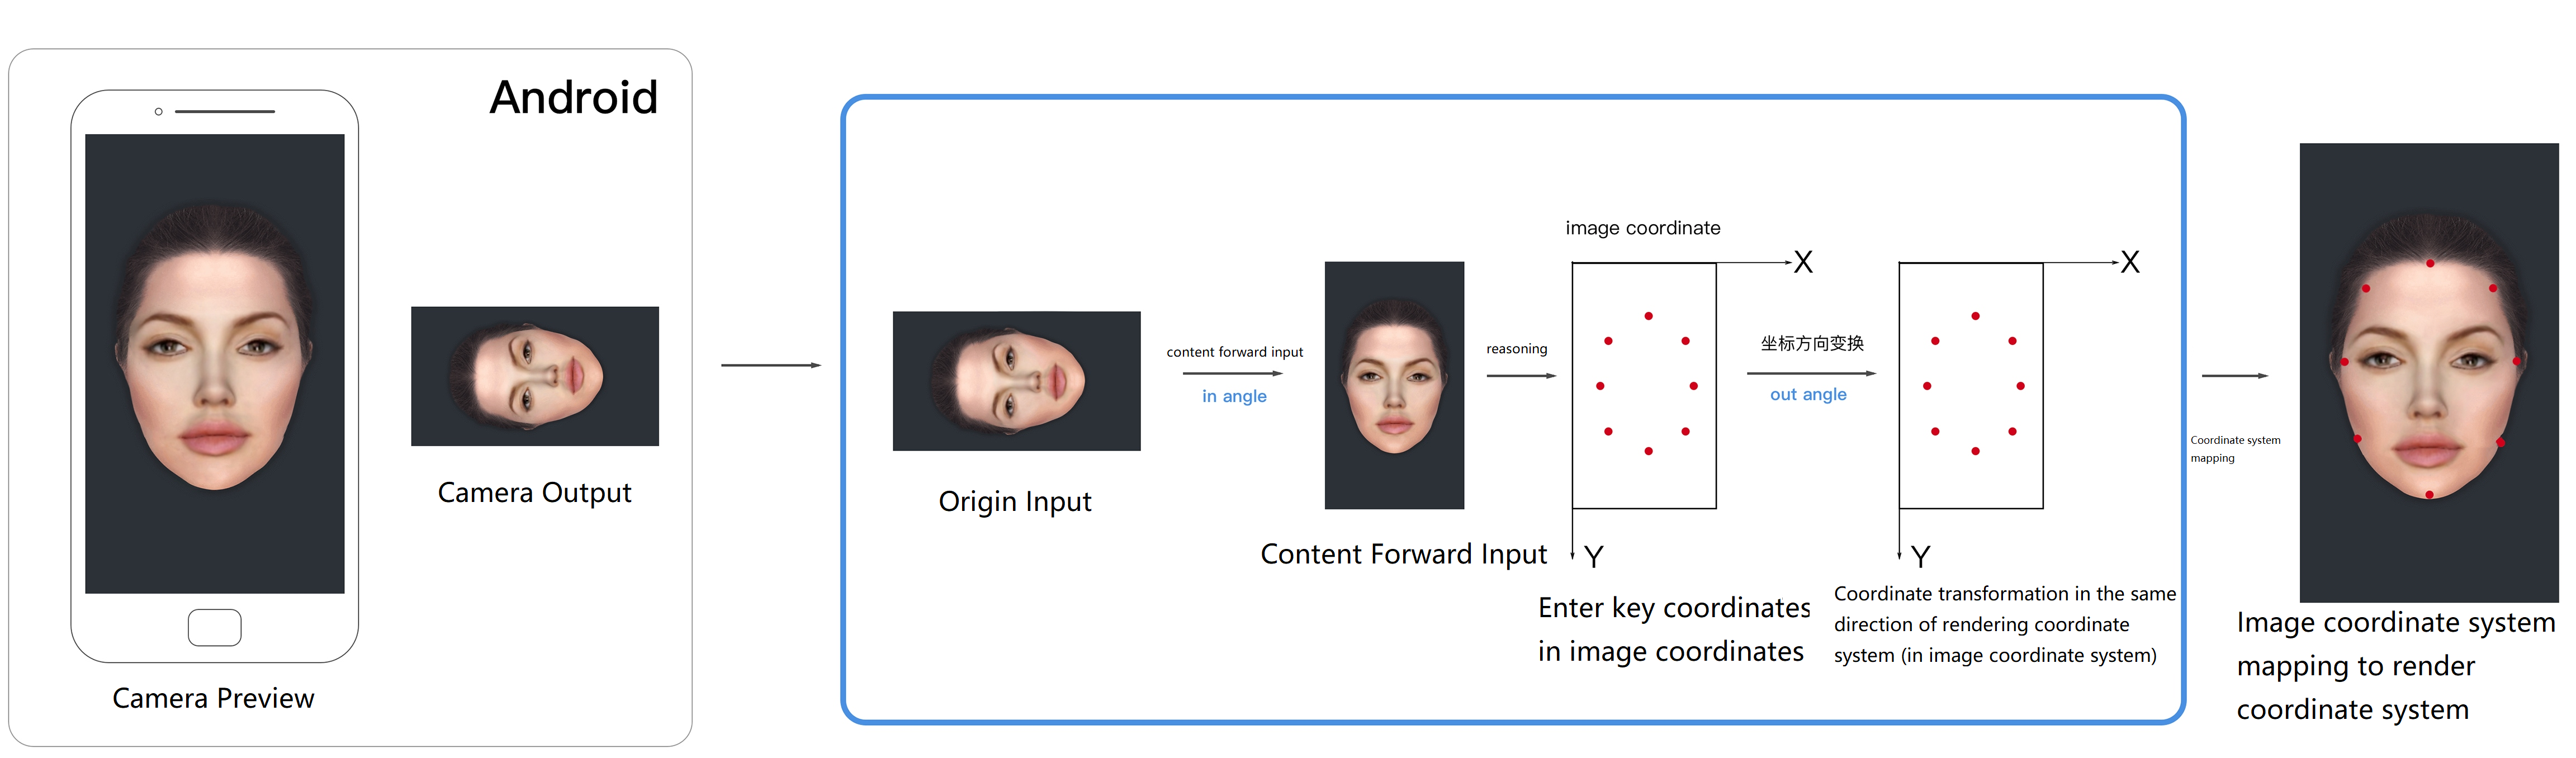 Android
Camera Preview
Camera Output
Origin Input
content forward input
in angle
Content Forward Input
reasoning
image coordinate
X
Y
Enter key coordinates
in image coordinates
坐标方向变换
out angle
X
Y
Coordinate transformation in the same
direction of rendering coordinate
system (in image coordinate system)
Coordinate system
mapping
Image coordinate system
mapping to render
coordinate system